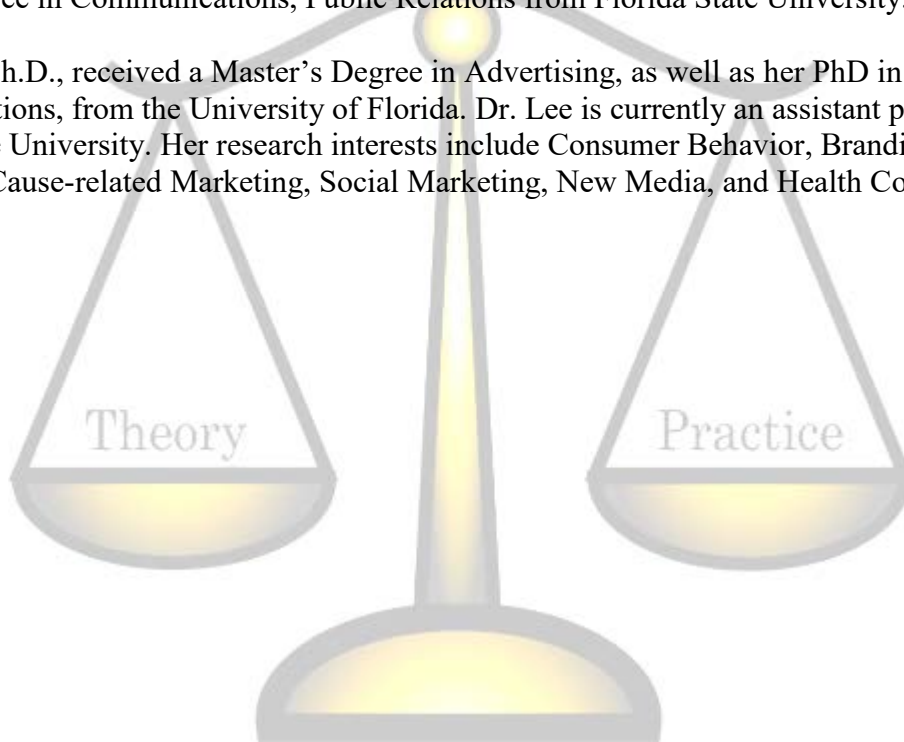 ee in Communications, Public Relations from Florida State University.
h.D., received a Master’s Degree in Advertising, as well as her PhD in
tions, from the University of Florida. Dr. Lee is currently an assistant p
University. Her research interests include Consumer Behavior, Brandi
Cause-related Marketing, Social Marketing, New Media, and Health Co
Theory Practice